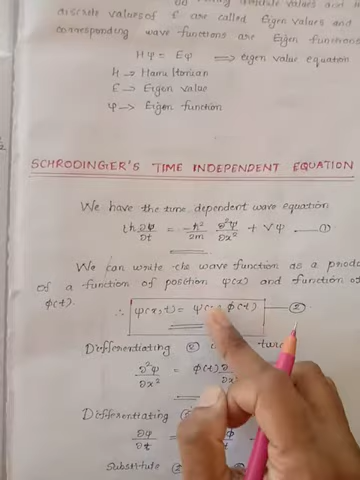 discrete values of E are called Eigen values and
corresponding wave functions are Eigen functions
Hψ = Eψ ⟹ eigen value equation
H → Hamiltonian
E → Eigen value
ψ → Eigen function
SCHRODINGER'S TIME INDEPENDENT EQUATION
We have the time dependent wave equation
iħ ∂ψ/∂t = -ħ²/2m ∂²ψ/∂x² + Vψ —①
We can write the wave function as a
of a function of position ψ(x) and function of
ϕ(t).
∴ ψ(x,t) = ϕ(t) —②
Differentiating ②
∂²ψ/∂x² = ϕ(t)
Differentiating
∂ψ/∂t =
Substitute